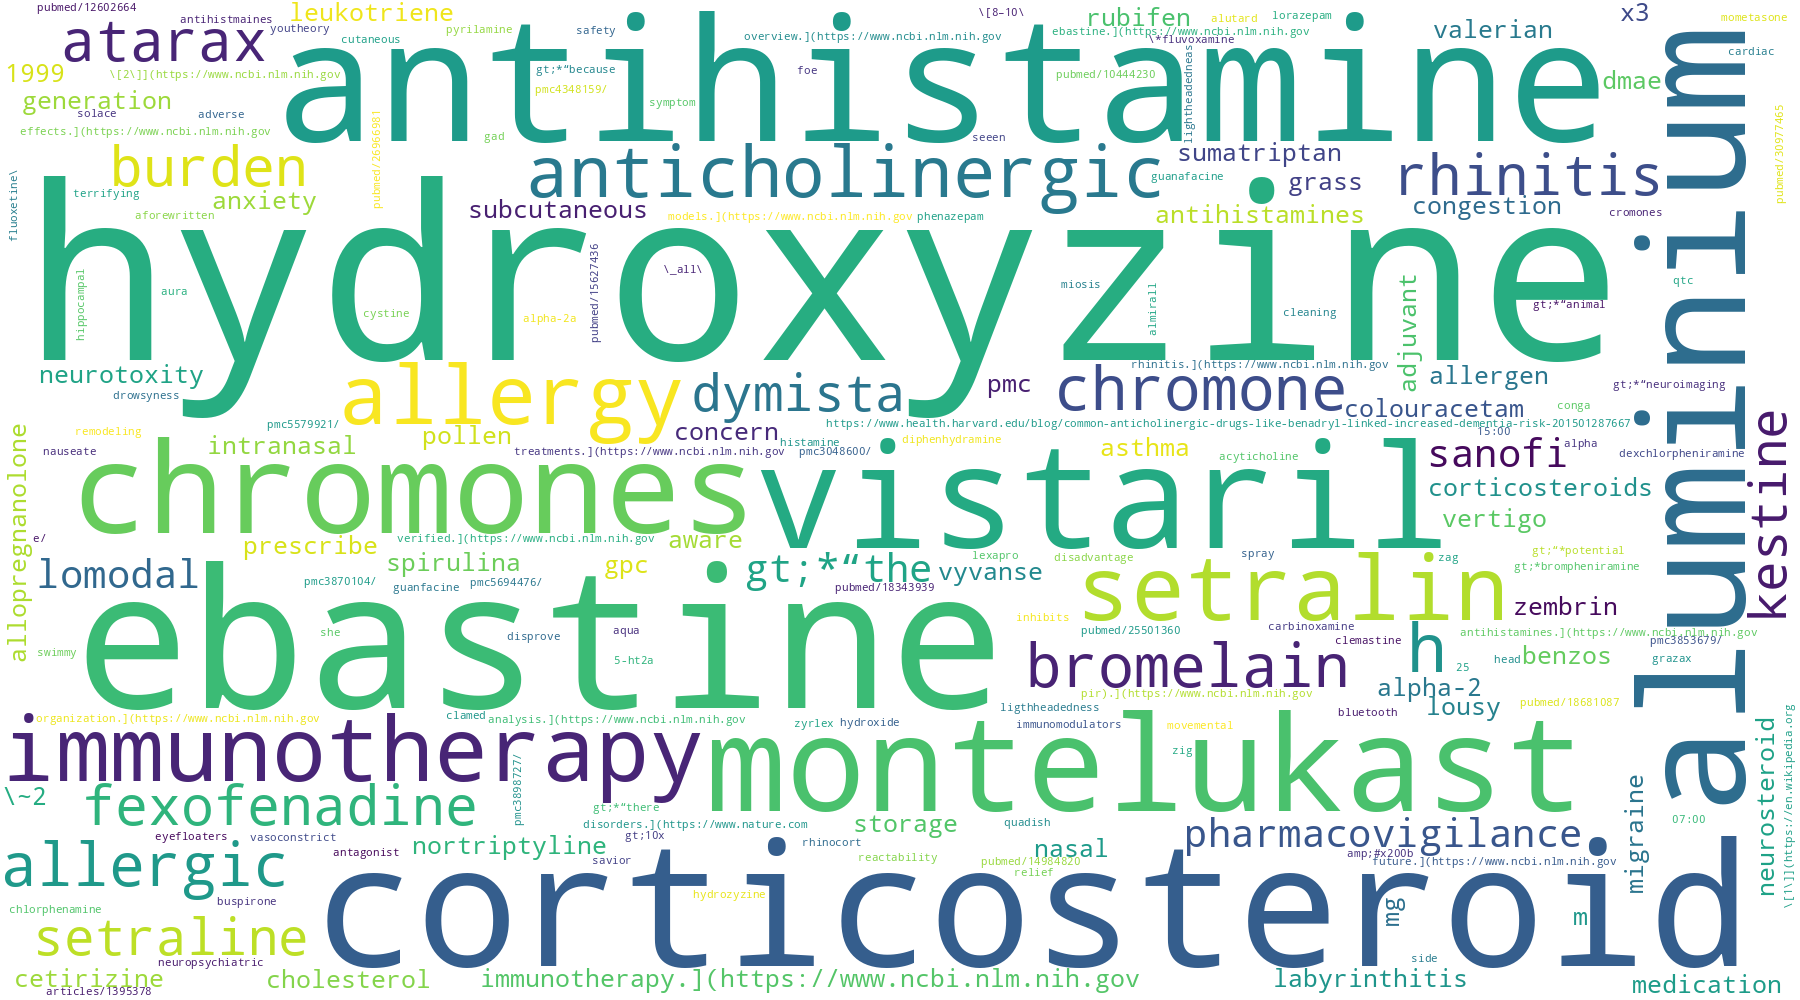 pubmed/12602664
antihistmaines
leukotriene
\[8–10\
rubifen
alutard
lorazepam
x3
mometasone
atarax
youtheory
cutaneous
pyrilamine
safety
antihistamine
overview.](https://www.ncbi.nlm.nih.gov
ebastine.](https://www.ncbi.nlm.nih.gov
\*fluvoxamine
valerian
cardiac
1999
\[2\]](https://www.ncbi.nlm.nih.gov
gt;*“because
foe
pubmed/10444230
lightheadedneas
dmae
aluminium
generation
solace
adverse
pmc4348159/
symptom
effects.](https://www.ncbi.nlm.nih.gov
pubmed/26966981
gad
seeen
pubmed/30977465
burden
anticholinergic
sumatriptan
rhinitis
fluoxetine\
terrifying
anxiety
guanafacine
grass
aforewritten
subcutaneous
models.](https://www.ncbi.nlm.nih.gov
phenazepam
antihistamines
congestion
cromones
hydroxyzine
hippocampal
aura
cystine
alpha-2a
pubmed/15627436
\_all\
miosis
almirall
cleaning
adjuvant
gt;*“animal
qtc
neurotoxity
drowsyness
allergy
dymista
pmc
rhinitis.](https://www.ncbi.nlm.nih.gov
chromone
allergen
gt;*“neuroimaging
colouracetam
conga
kestine
allopregnanolone
remodeling
nauseate
pmc5579921/
intranasal
pollen
concern
https://www.health.harvard.edu/blog/common-anticholinergic-drugs-like-benadryl-linked-increased-dementia-risk-201501287667
treatments.](https://www.ncbi.nlm.nih.gov
histamine
pmc3048600/
diphenhydramine
asthma
acyticholine
15:00
alpha
sanofi
dexchlorpheniramine
chromones
vistaril
corticosteroids
vertigo
e/
prescribe
verified.](https://www.ncbi.nlm.nih.gov
aware
lomodal
spirulina
gpc
gt;*“the
vyvanse
lexapro
disadvantage
spray
zag
gt;“*potential
gt;*brompheniramine
pmc3870104/
guanfacine
pmc5694476/
pubmed/18343939
setralin
zembrin
ebastine
inhibits
pubmed/25501360
carbinoxamine
clemastine
antihistamines.](https://www.ncbi.nlm.nih.gov
pmc3853679/
swimmy
she
disprove
aqua
5-ht2a
bromelain
h
25
head
benzos
grazax
alpha-2
pir).](https://www.ncbi.nlm.nih.gov
lousy
pubmed/18681087
organization.](https://www.ncbi.nlm.nih.gov
clamed
analysis.](https://www.ncbi.nlm.nih.gov
zyrlex
hydroxide
ligthheadedness
immunomodulators
movemental
bluetooth
neurosteroid
\[1\]](https://en.wikipedia.org
immunotherapy
montelukast
zig
pmc3898727/
\~2
fexofenadine
gt;*“there
disorders.](https://www.nature.com
storage
quadish
pharmacovigilance
migraine
07:00
eyefloaters
vasoconstrict
gt;10x
rhinocort
allergic
antagonist
nortriptyline
savior
reactability
pubmed/14984820
relief
nasal
amp;#x200b
future.](https://www.ncbi.nlm.nih.gov
chlorphenamine
buspirone
corticosteroid
hydrozyzine
mg
m
setraline
neuropsychiatric
side
cetirizine
articles/1395378
cholesterol
immunotherapy.](https://www.ncbi.nlm.nih.gov
labyrinthitis
medication